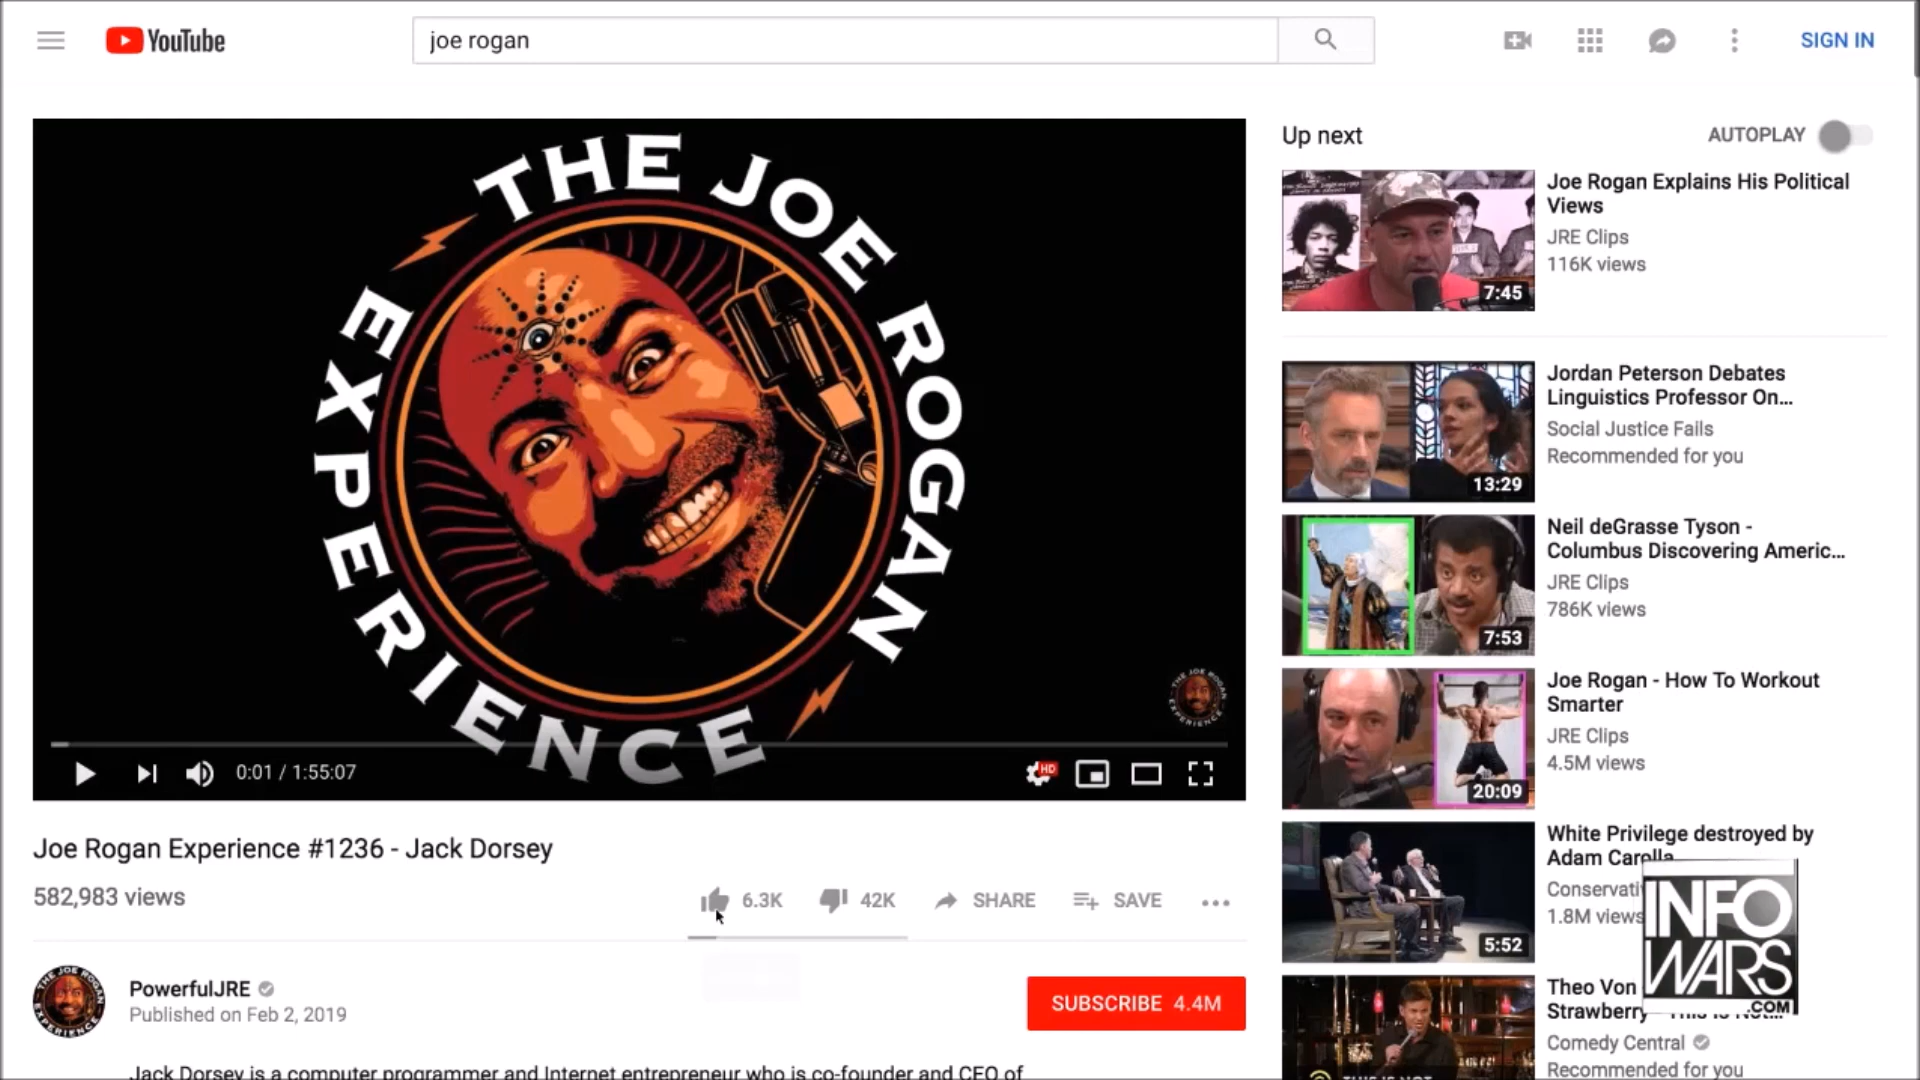 YouTube
joe rogan
SIGN IN
THE JOE ROGAN
EXPERIENCE
0:01 / 1:55:07
HD
Joe Rogan Experience #1236 - Jack Dorsey
582,983 views
6.3K
42K
SHARE
SAVE
PowerfulJRE
Published on Feb 2, 2019
SUBSCRIBE 4.4M
Jack Dorsey is a computer programmer and Internet entrepreneur who is co-founder and CEO of
Up next
AUTOPLAY
7:45
Joe Rogan Explains His Political
Views
JRE Clips
116K views
13:29
Jordan Peterson Debates
Linguistics Professor On...
Social Justice Fails
Recommended for you
7:53
Neil deGrasse Tyson -
Columbus Discovering Americ...
JRE Clips
786K views
20:09
Joe Rogan - How To Workout
Smarter
JRE Clips
4.5M views
5:52
White Privilege destroyed by
Adam Carolla
1.8M views
INFO
WARS
.COM
Theo Von
Strawberry
Comedy Central
Recommended for you
THIS IS NOT